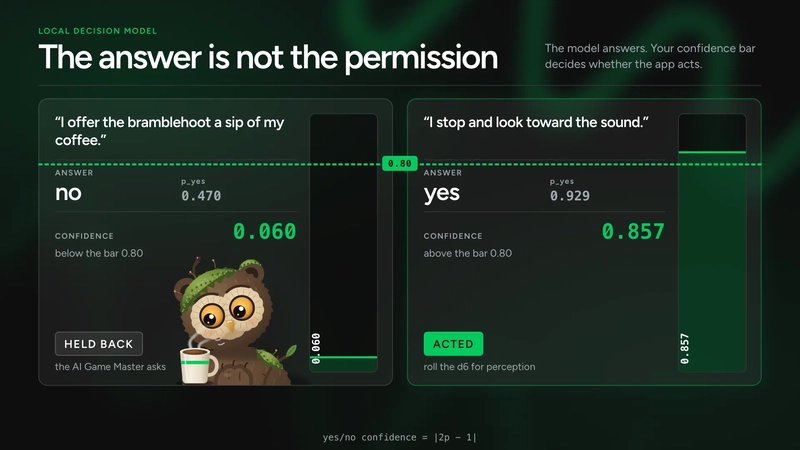 LOCAL DECISION MODEL
The answer is not the permission
The model answers. Your confidence bar
decides whether the app acts.
“I offer the bramblehoot a sip of my
coffee.”
0.80
ANSWER
no
p_yes
0.470
CONFIDENCE
0.060
below the bar 0.80
HELD BACK
the AI Game Master asks
0.060
“I stop and look toward the sound.”
ANSWER
yes
p_yes
0.929
CONFIDENCE
0.857
above the bar 0.80
ACTED
roll the d6 for perception
0.857
yes/no confidence = |2p − 1|